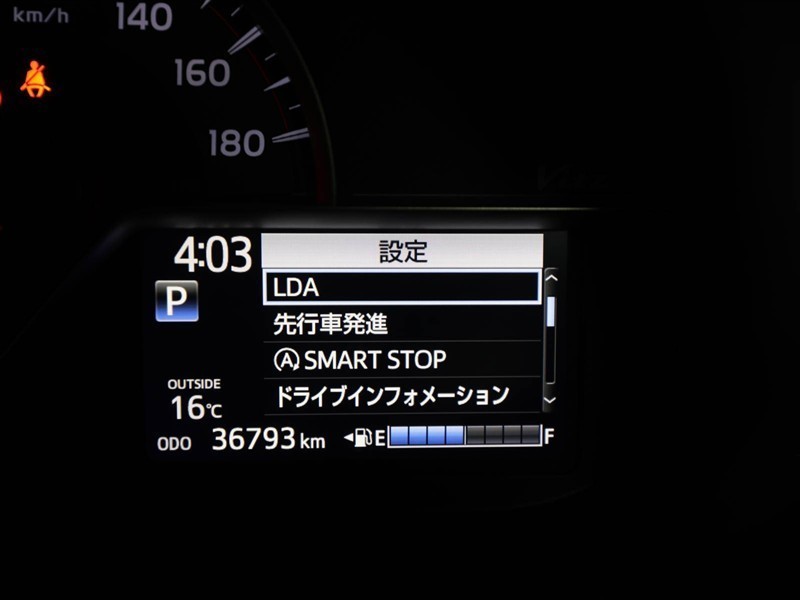 km/h
140
160
180
4:03
設定
P
LDA
先行車発進
A SMART STOP
ドライブインフォメーション
OUTSIDE
16℃
ODO 36793 km
E F